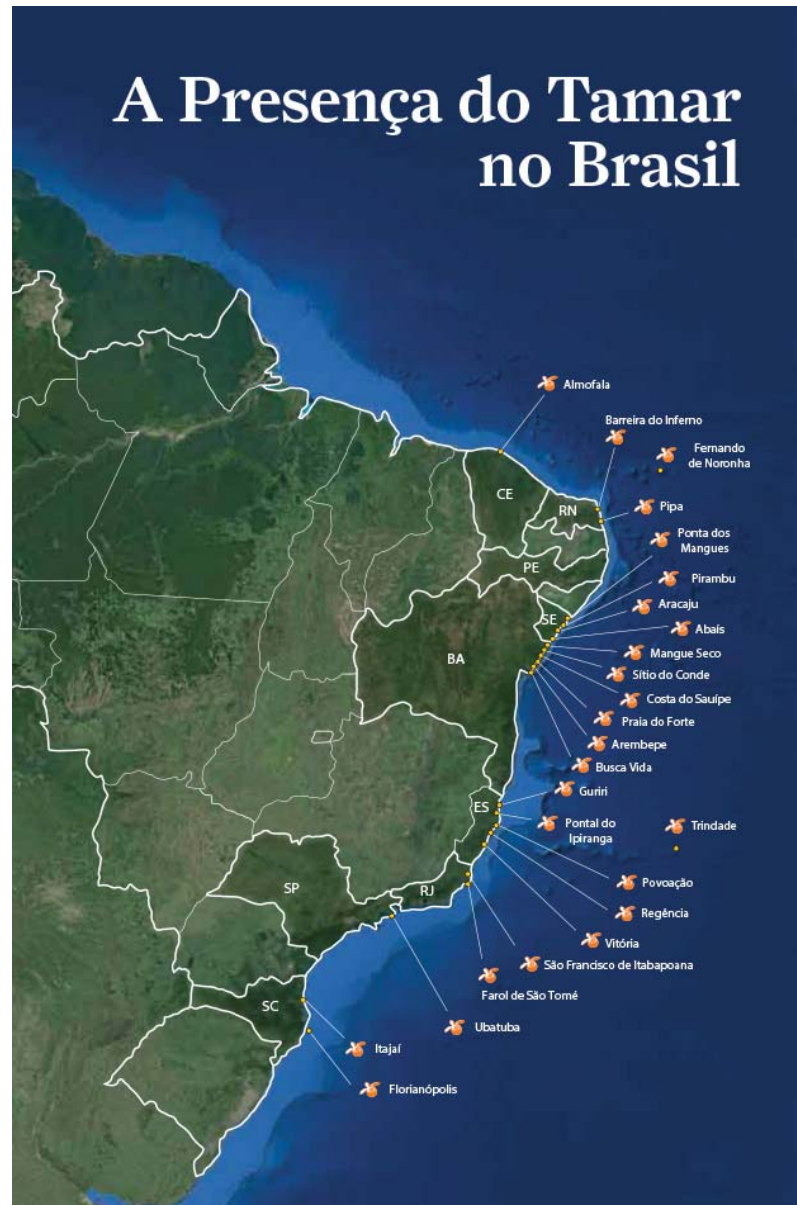 A Presença do Tamar
no Brasil
Almofala
Barreira do Inferno
Fernando
de Noronha
CE
RN
Pipa
Ponta dos
Mangues
PE
Pirambu
Aracaju
SE
Abaís
BA
Mangue Seco
Sítio do Conde
Costa do Sauípe
Praia do Forte
Arembepe
Busca Vida
Guriri
ES
Pontal do
Ipiranga
Trindade
SP
RJ
Povoação
Regência
Vitória
São Francisco de Itabapoana
Farol de São Tomé
SC
Ubatuba
Itajaí
Florianópolis